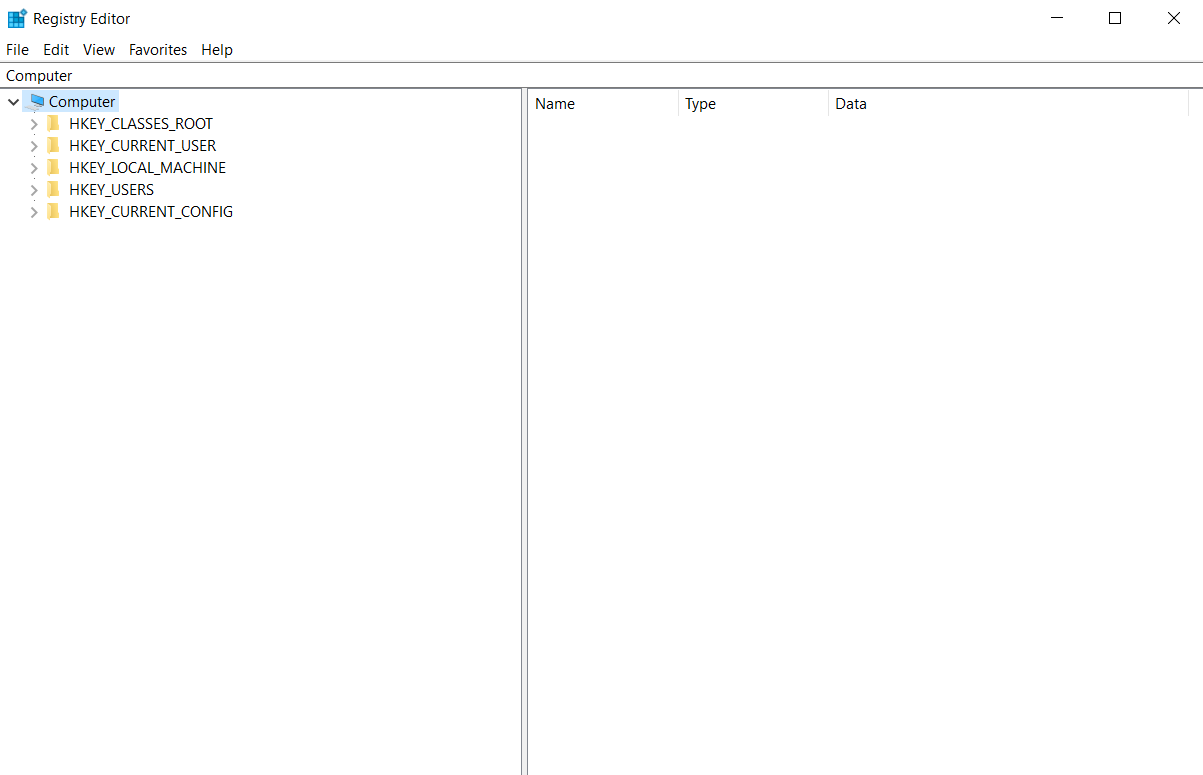 Registry Editor
File Edit View Favorites Help
Computer
Computer
HKEY_CLASSES_ROOT
HKEY_CURRENT_USER
HKEY_LOCAL_MACHINE
HKEY_USERS
HKEY_CURRENT_CONFIG
Name Type Data